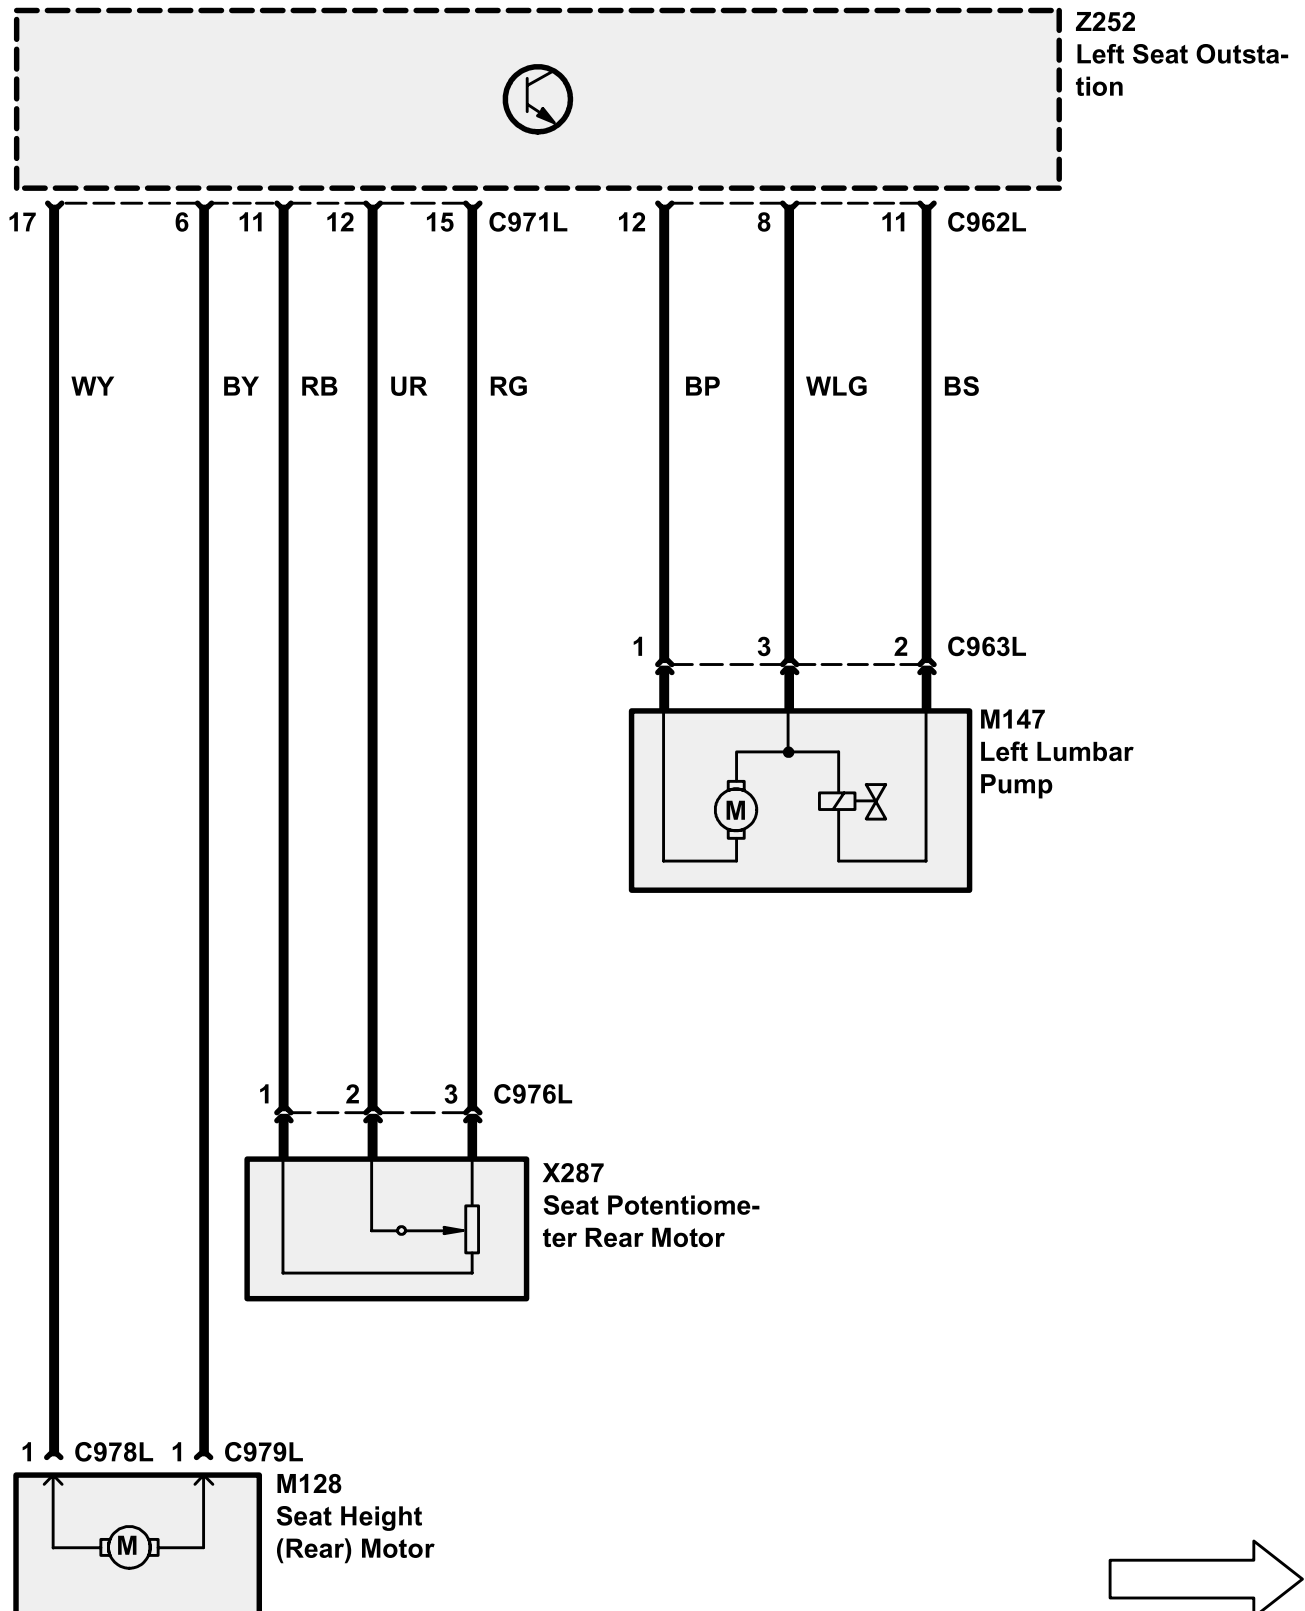 Z252
Left Seat Outsta-
tion
17 6 11 12 15 C971L 12 8 11 C962L
WY BY RB UR RG BP WLG BS
1 3 2 C963L
M147
Left Lumbar
Pump
M
1 2 3 C976L
X287
Seat Potentiome-
ter Rear Motor
1 C978L 1 C979L
M128
Seat Height
(Rear) Motor
M